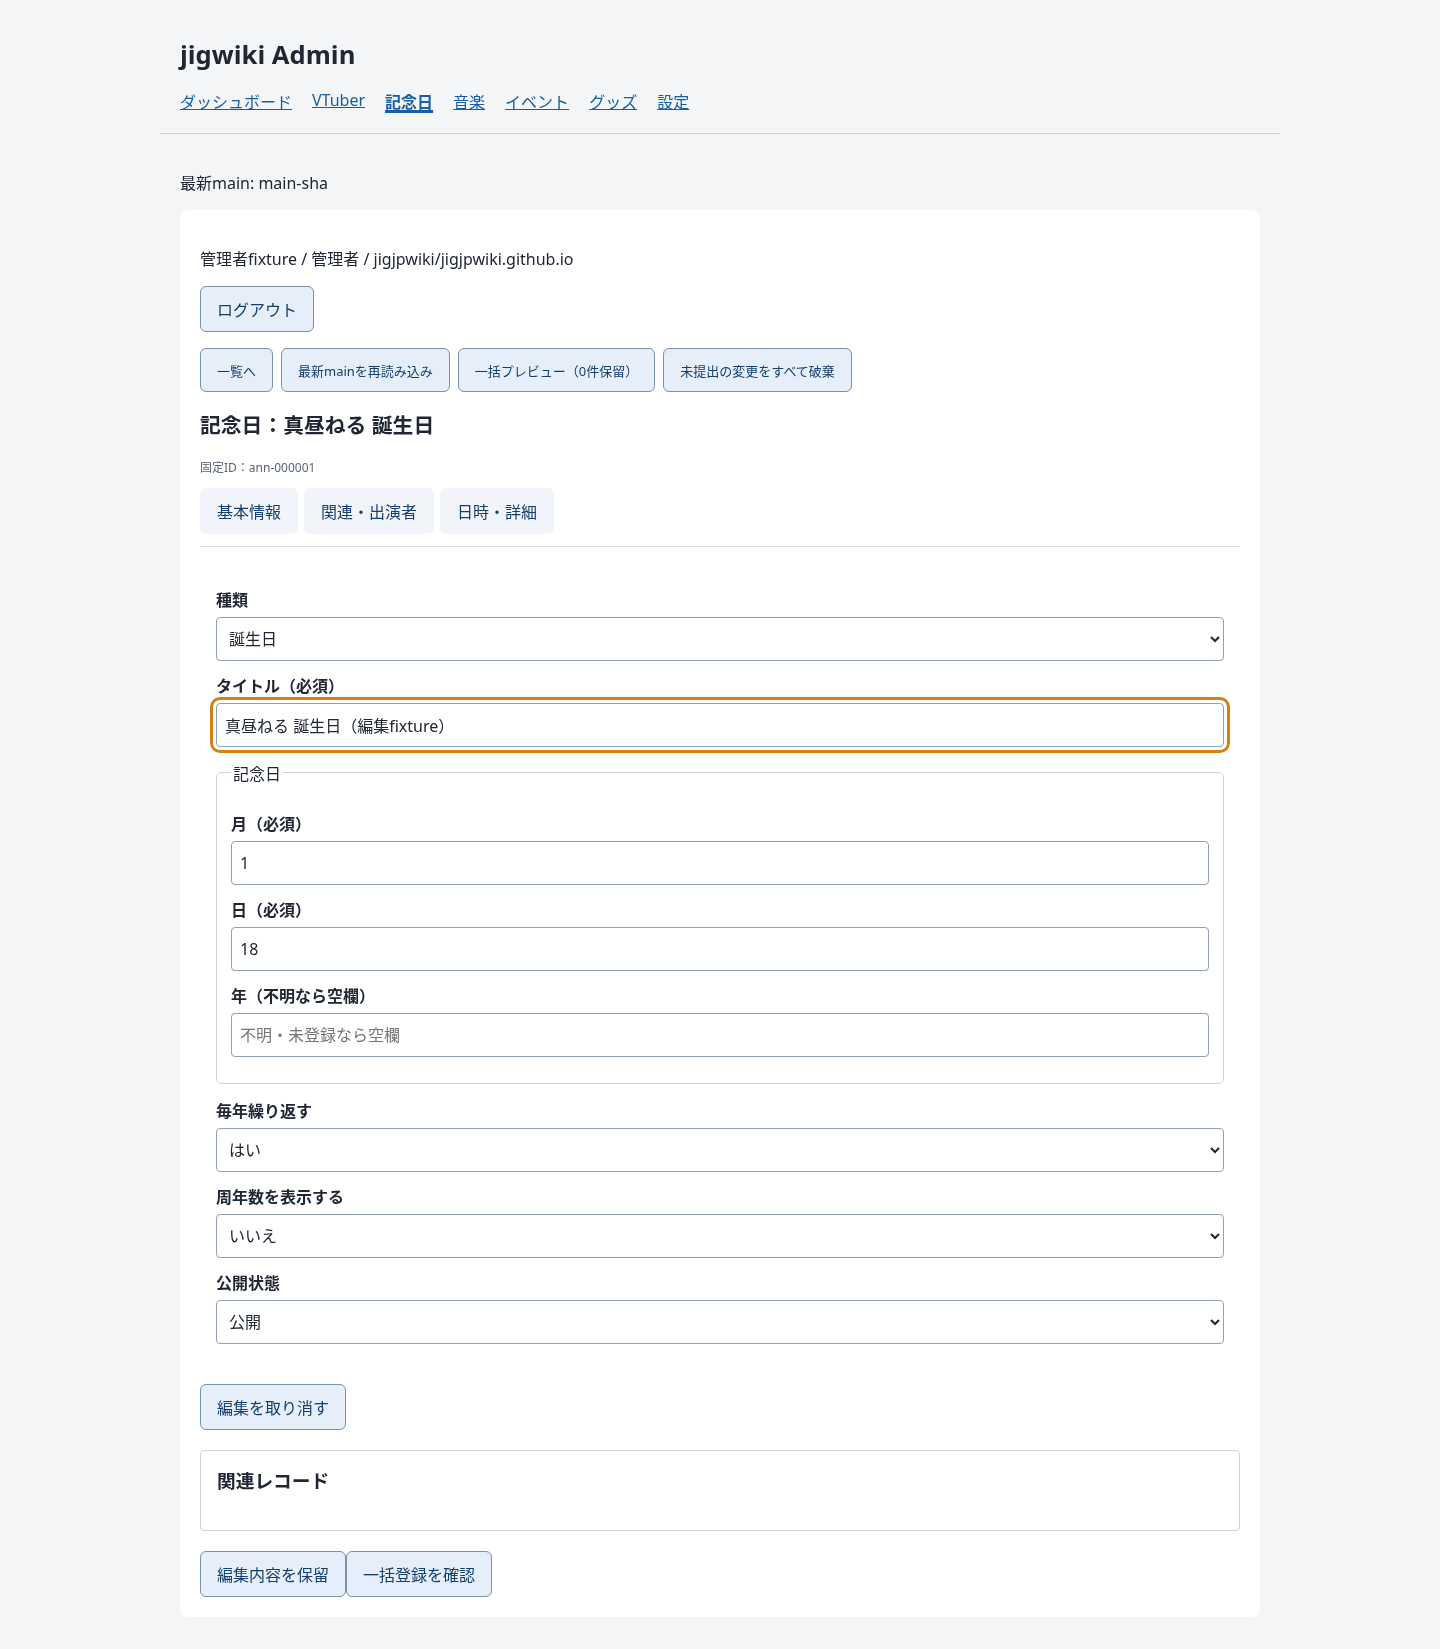 jigwiki Admin
ダッシュボード VTuber 記念日 音楽 イベント グッズ 設定
最新main: main-sha
管理者fixture / 管理者 / jigjpwiki/jigjpwiki.github.io
ログアウト
一覧へ 最新mainを再読み込み 一括プレビュー（0件保留） 未提出の変更をすべて破棄
記念日：真昼ねる 誕生日
固定ID：ann-000001
基本情報 関連・出演者 日時・詳細
種類
誕生日
タイトル（必須）
真昼ねる 誕生日（編集fixture）
記念日
月（必須）
1
日（必須）
18
年（不明なら空欄）
不明・未登録なら空欄
毎年繰り返す
はい
周年数を表示する
いいえ
公開状態
公開
編集を取り消す
関連レコード
編集内容を保留 一括登録を確認